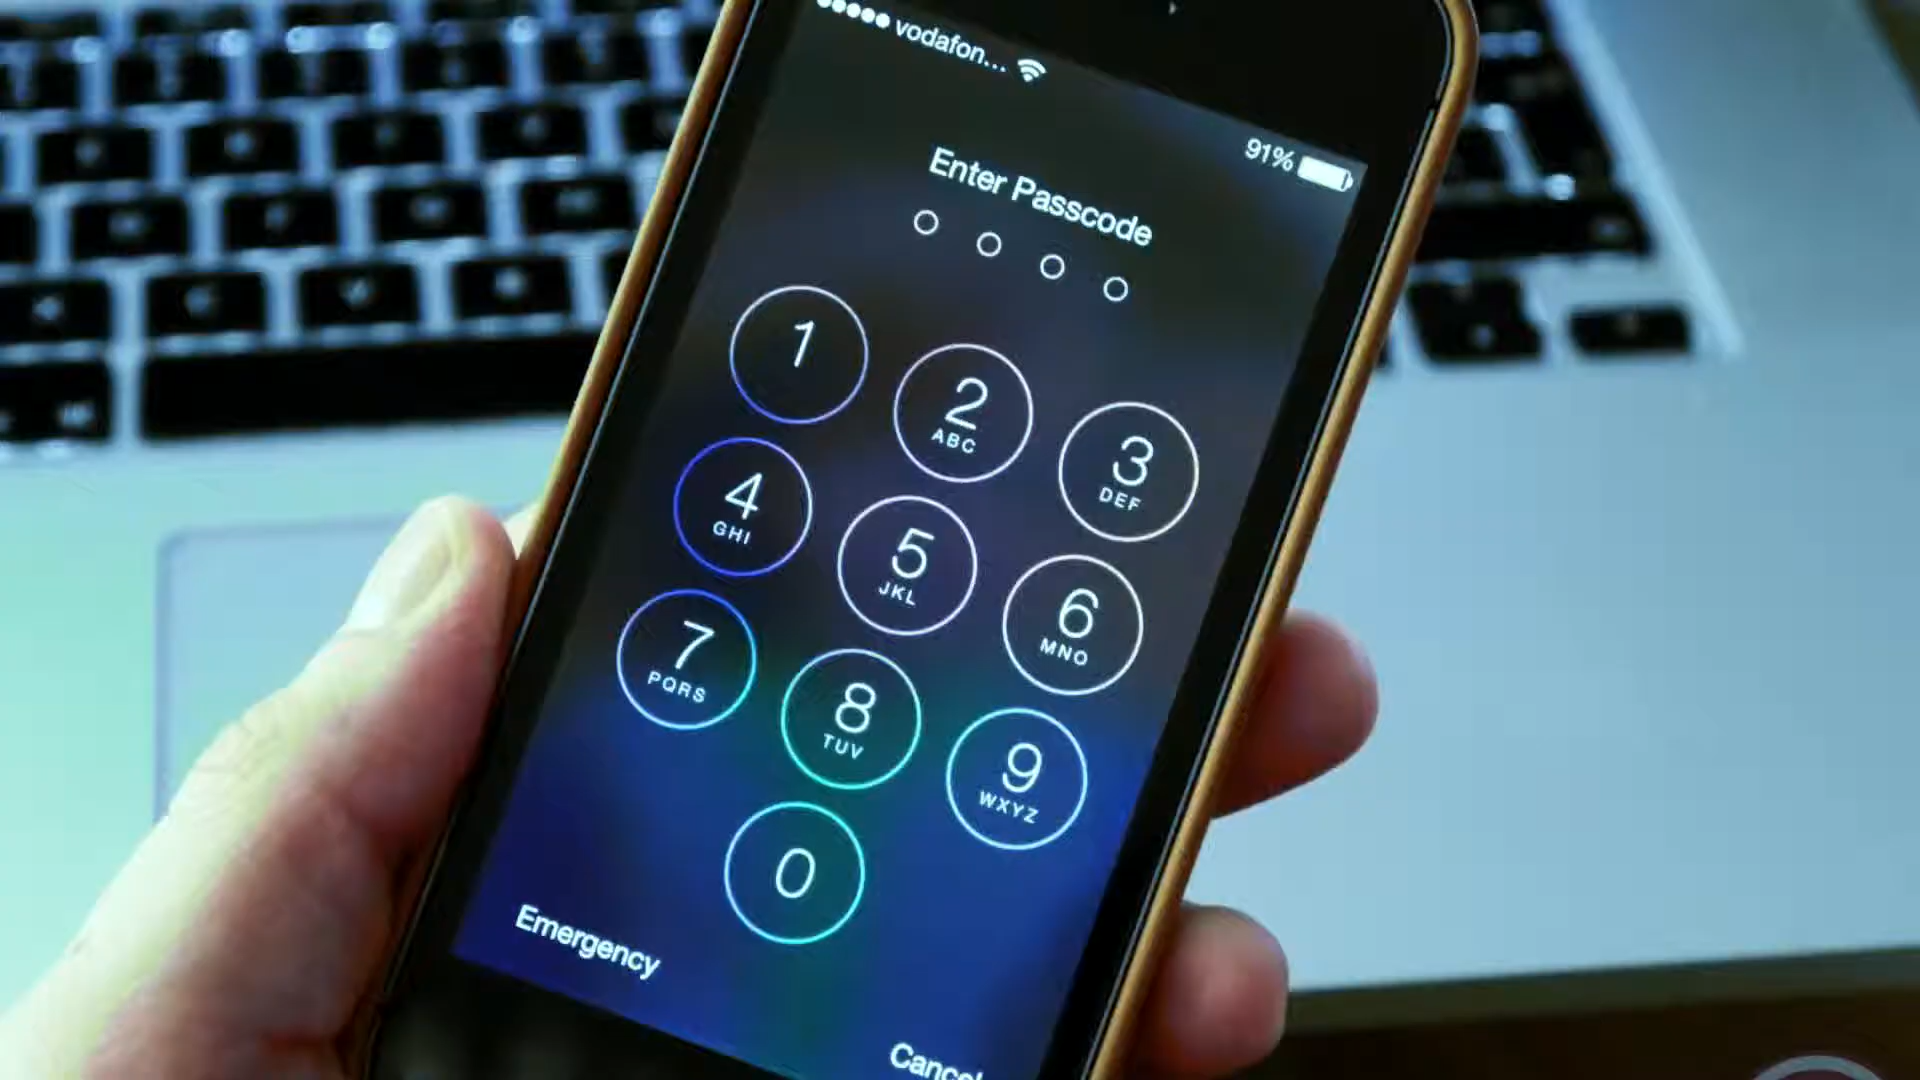 vodafon...
91%
Enter Passcode
1
2
ABC
3
DEF
4
GHI
5
JKL
6
MNO
7
PQRS
8
TUV
9
WXYZ
0
Emergency
Cancel